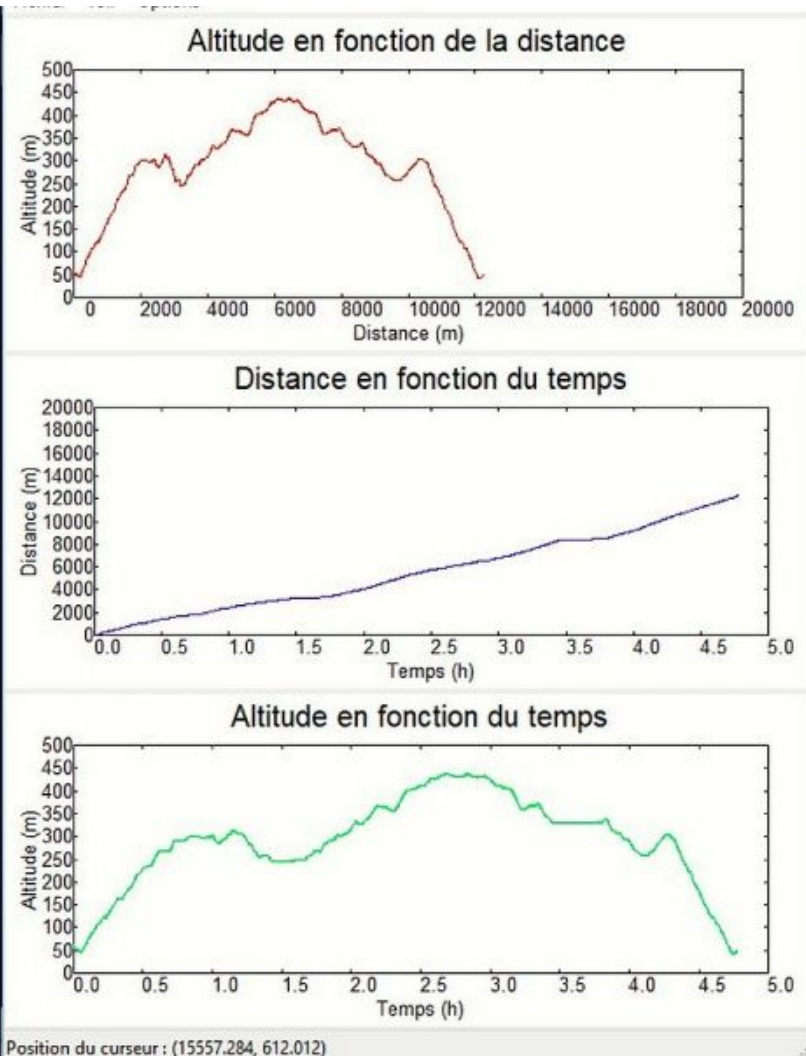 Altitude en fonction de la distance
500
450
400
350
300
250
200
150
100
50
0
Altitude (m)
0 2000 4000 6000 8000 10000 12000 14000 16000 18000 20000
Distance (m)
Distance en fonction du temps
20000
18000
16000
14000
12000
10000
8000
6000
4000
2000
0
Distance (m)
0.0 0.5 1.0 1.5 2.0 2.5 3.0 3.5 4.0 4.5 5.0
Temps (h)
Altitude en fonction du temps
500
450
400
350
300
250
200
150
100
50
0
Altitude (m)
0.0 0.5 1.0 1.5 2.0 2.5 3.0 3.5 4.0 4.5 5.0
Temps (h)
Position du curseur : (15557.284, 612.012)